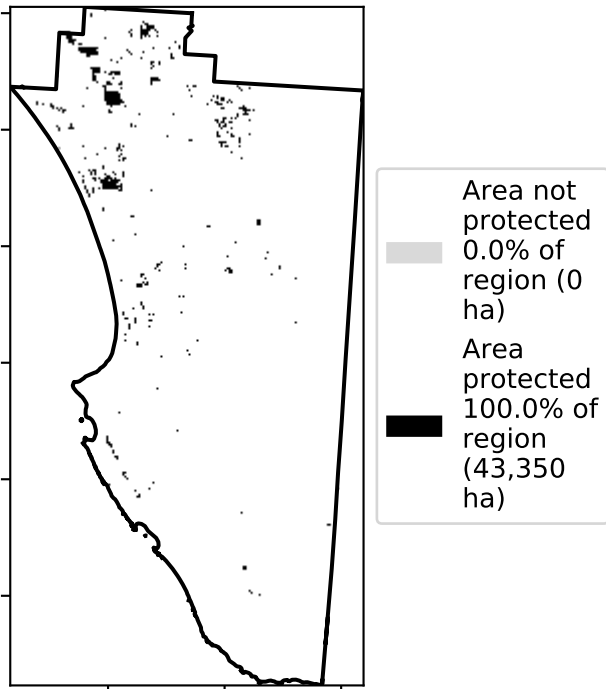 Area not
protected
0.0% of
region (0
ha)
Area
protected
100.0% of
region
(43,350
ha)